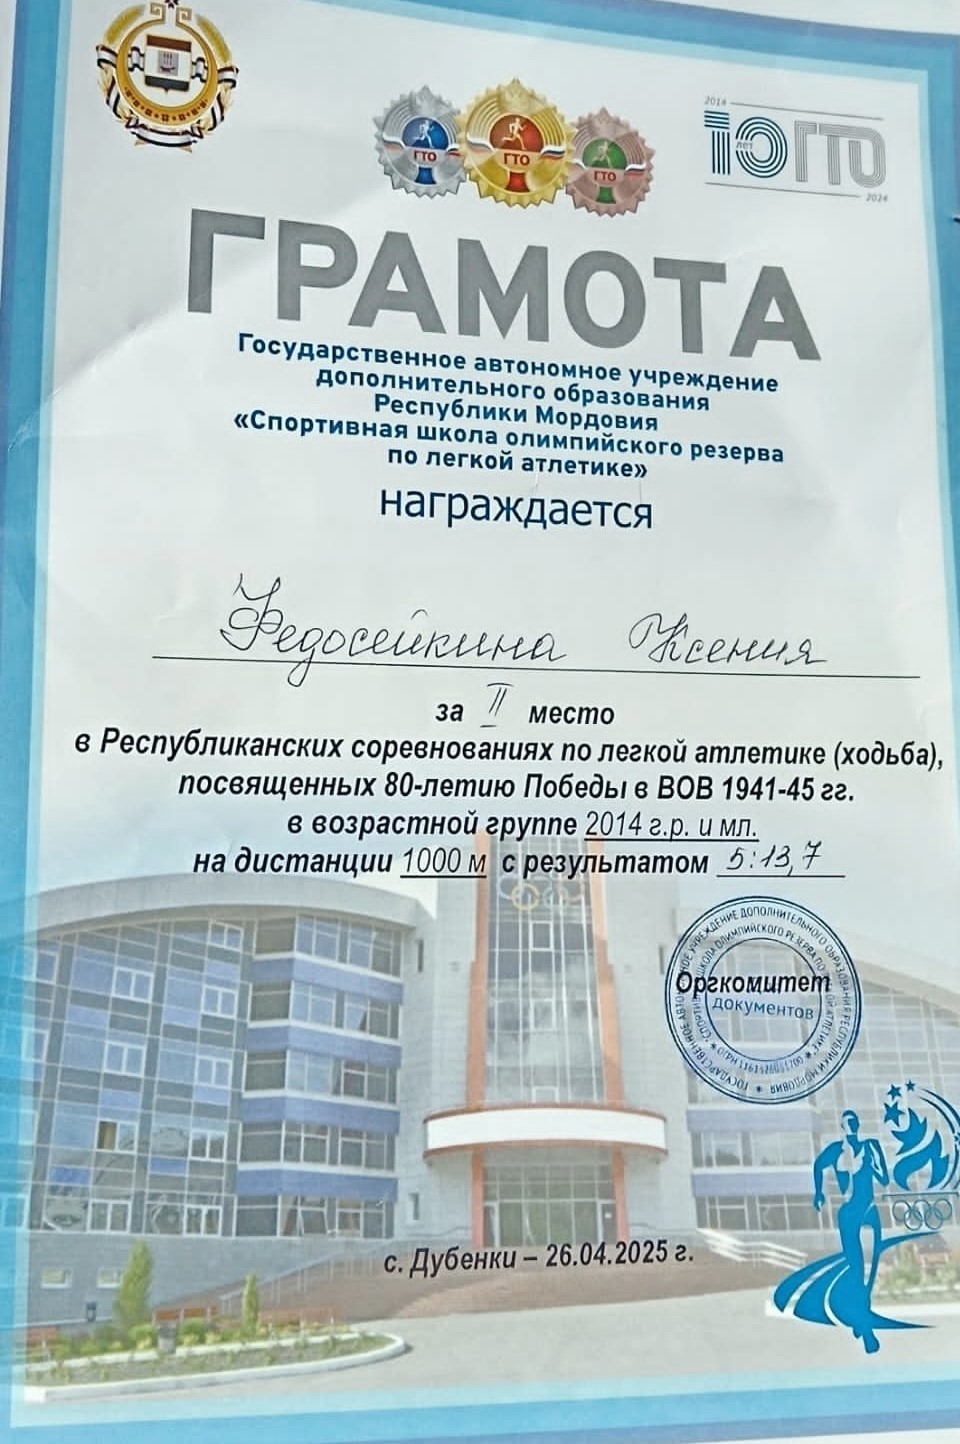 2014
10 лет ГТО
2024
ГТО
ГТО
ГТО
ГРАМОТА
Государственное автономное учреждение
дополнительного образования
Республики Мордовия
«Спортивная школа олимпийского резерва
по легкой атлетике»
награждается
Федосейкина Ксения
за II место
в Республиканских соревнованиях по легкой атлетике (ходьба),
посвященных 80-летию Победы в ВОВ 1941-45 гг.
в возрастной группе 2014 г.р. и мл.
на дистанции 1000 м с результатом 5:13,7
Оргкомитет
документов
с. Дубенки – 26.04.2025 г.